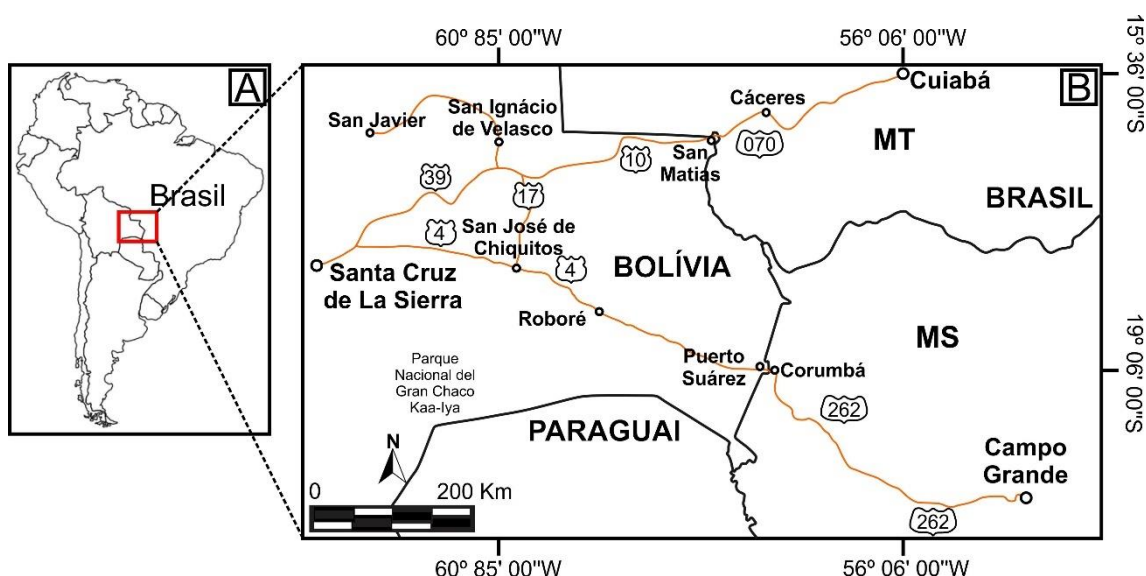 60º 85' 00"W
56º 06' 00"W
15º 36' 00"S
A
Brasil
B
Cuiabá
Cáceres
San Ignácio
de Velasco
San Javier
070
MT
San
Matias
10
39
17
BRASIL
4
San José de
Chiquitos
4
BOLÍVIA
Santa Cruz
de La Sierra
Roboré
MS
Puerto
Suárez
Corumbá
19º 06' 00"S
Parque
Nacional del
Gran Chaco
Kaa-Iya
262
PARAGUAI
N
Campo
Grande
0
200 Km
262
60º 85' 00"W
56º 06' 00"W